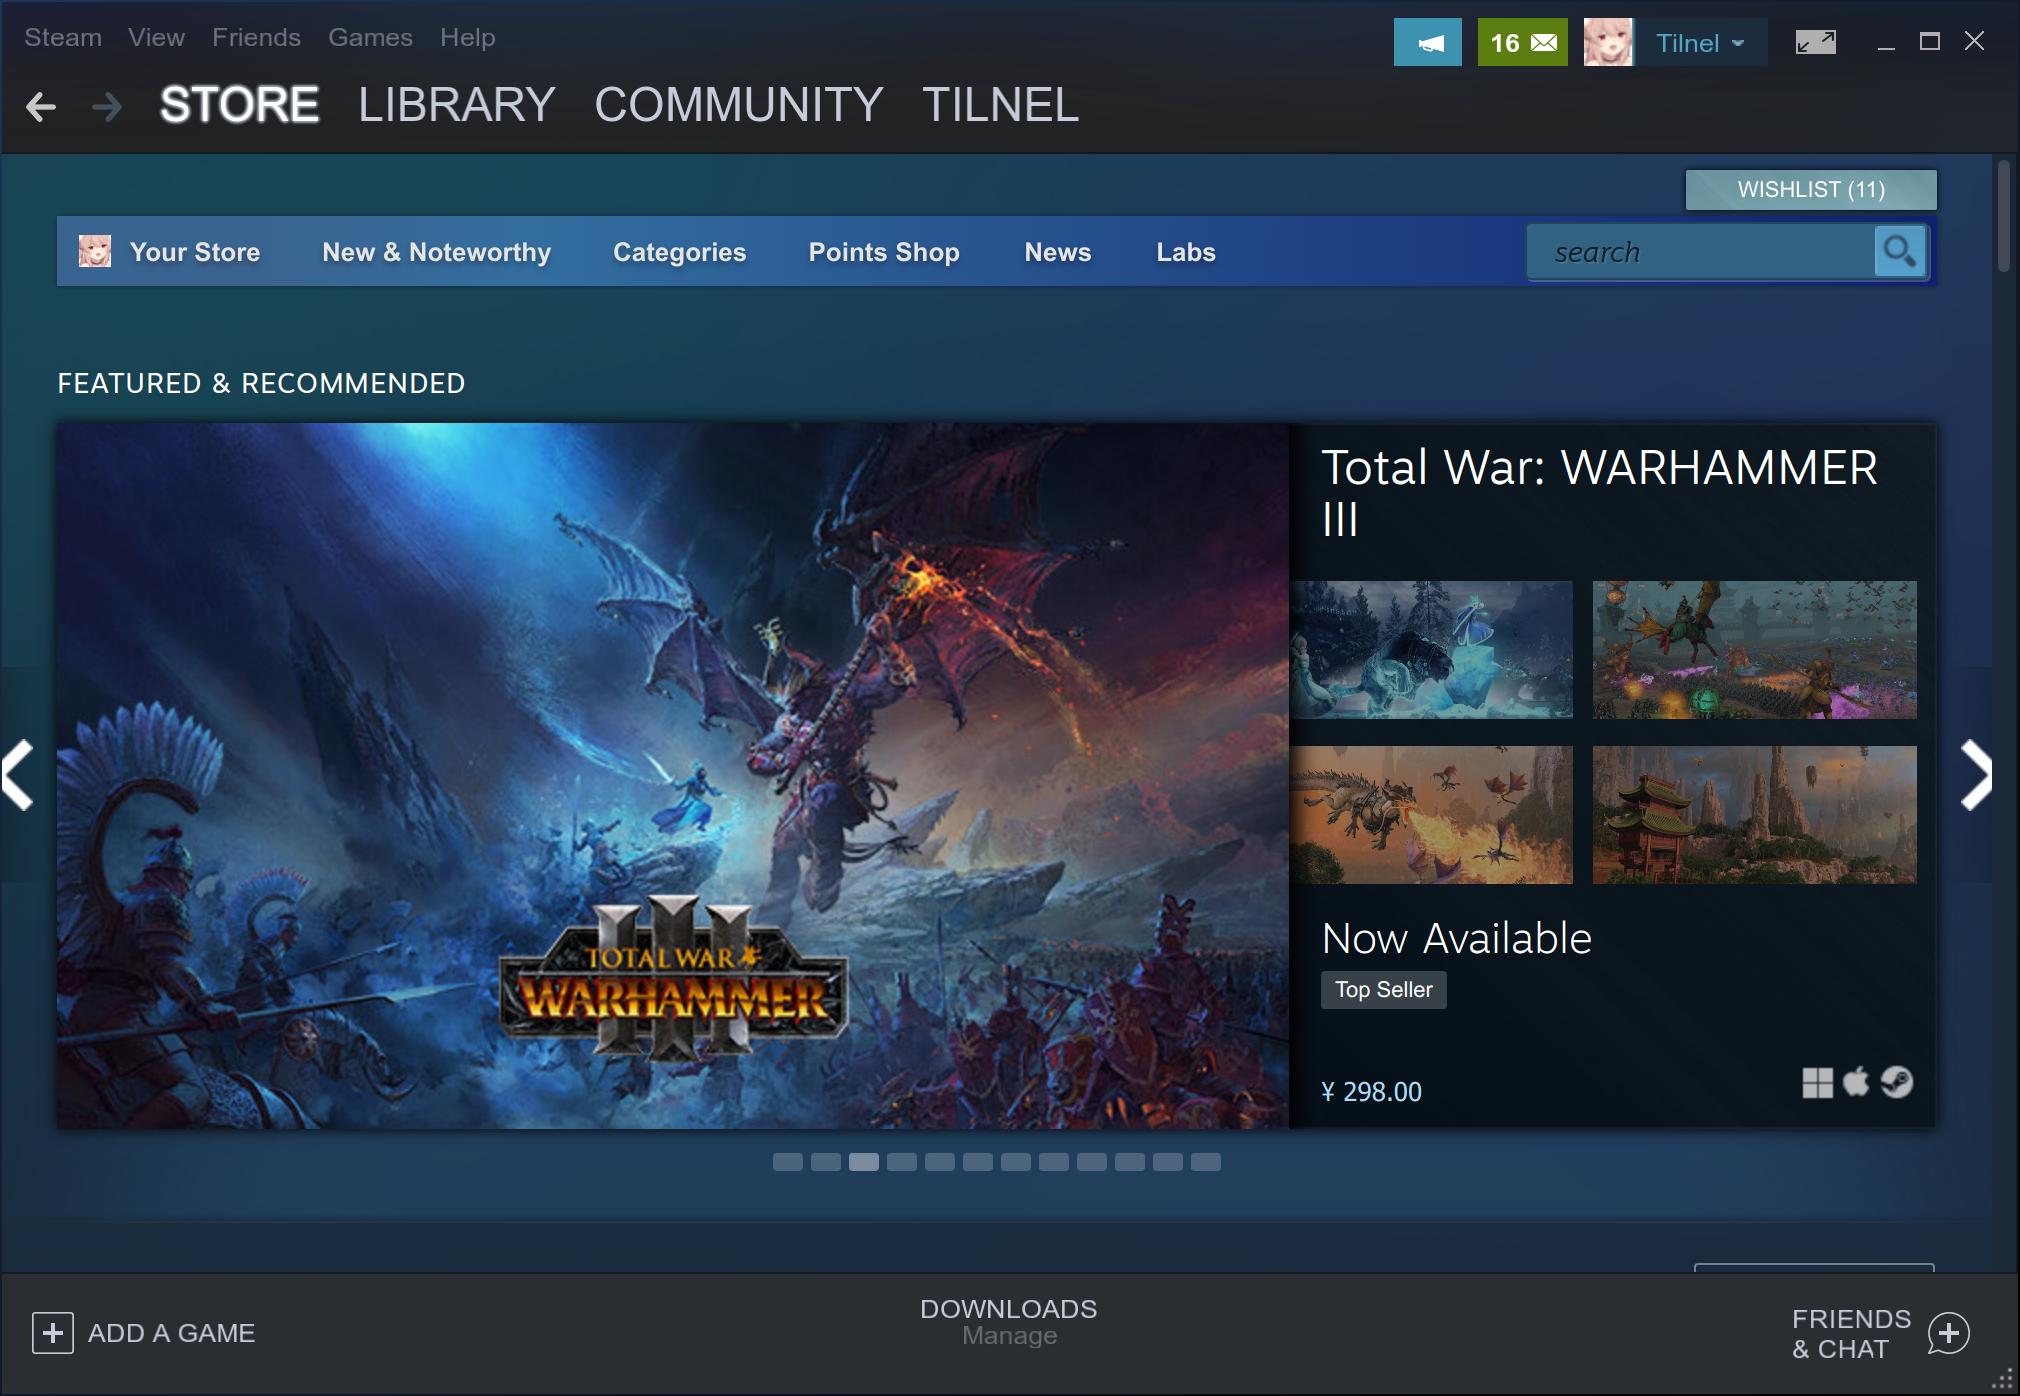 Steam View Friends Games Help
16
Tilnel
STORE LIBRARY COMMUNITY TILNEL
WISHLIST (11)
Your Store New & Noteworthy Categories Points Shop News Labs
search
FEATURED & RECOMMENDED
Total War: WARHAMMER
III
III
TOTAL WAR
WARHAMMER
Now Available
Top Seller
¥ 298.00
ADD A GAME
DOWNLOADS
Manage
FRIENDS
& CHAT